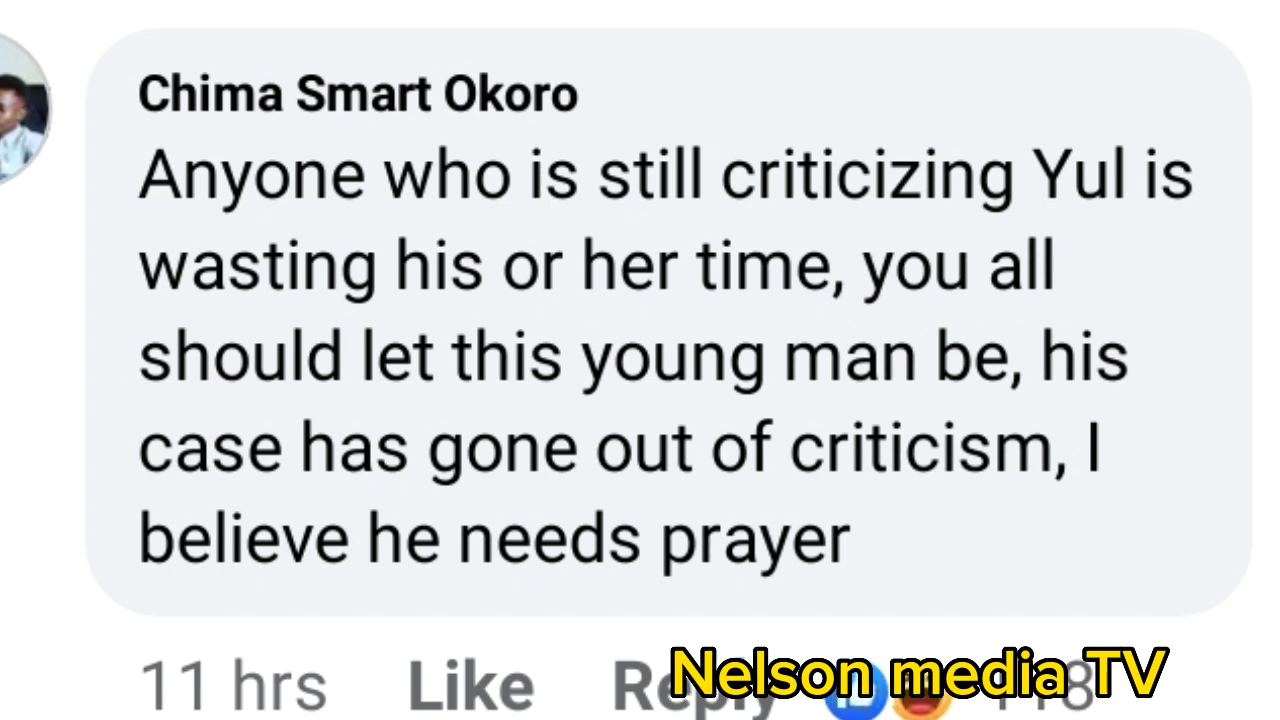 Chima Smart Okoro
Anyone who is still criticizing Yul is
wasting his or her time, you all
should let this young man be, his
case has gone out of criticism, I
believe he needs prayer
11 hrs Like Reply
Nelson media TV